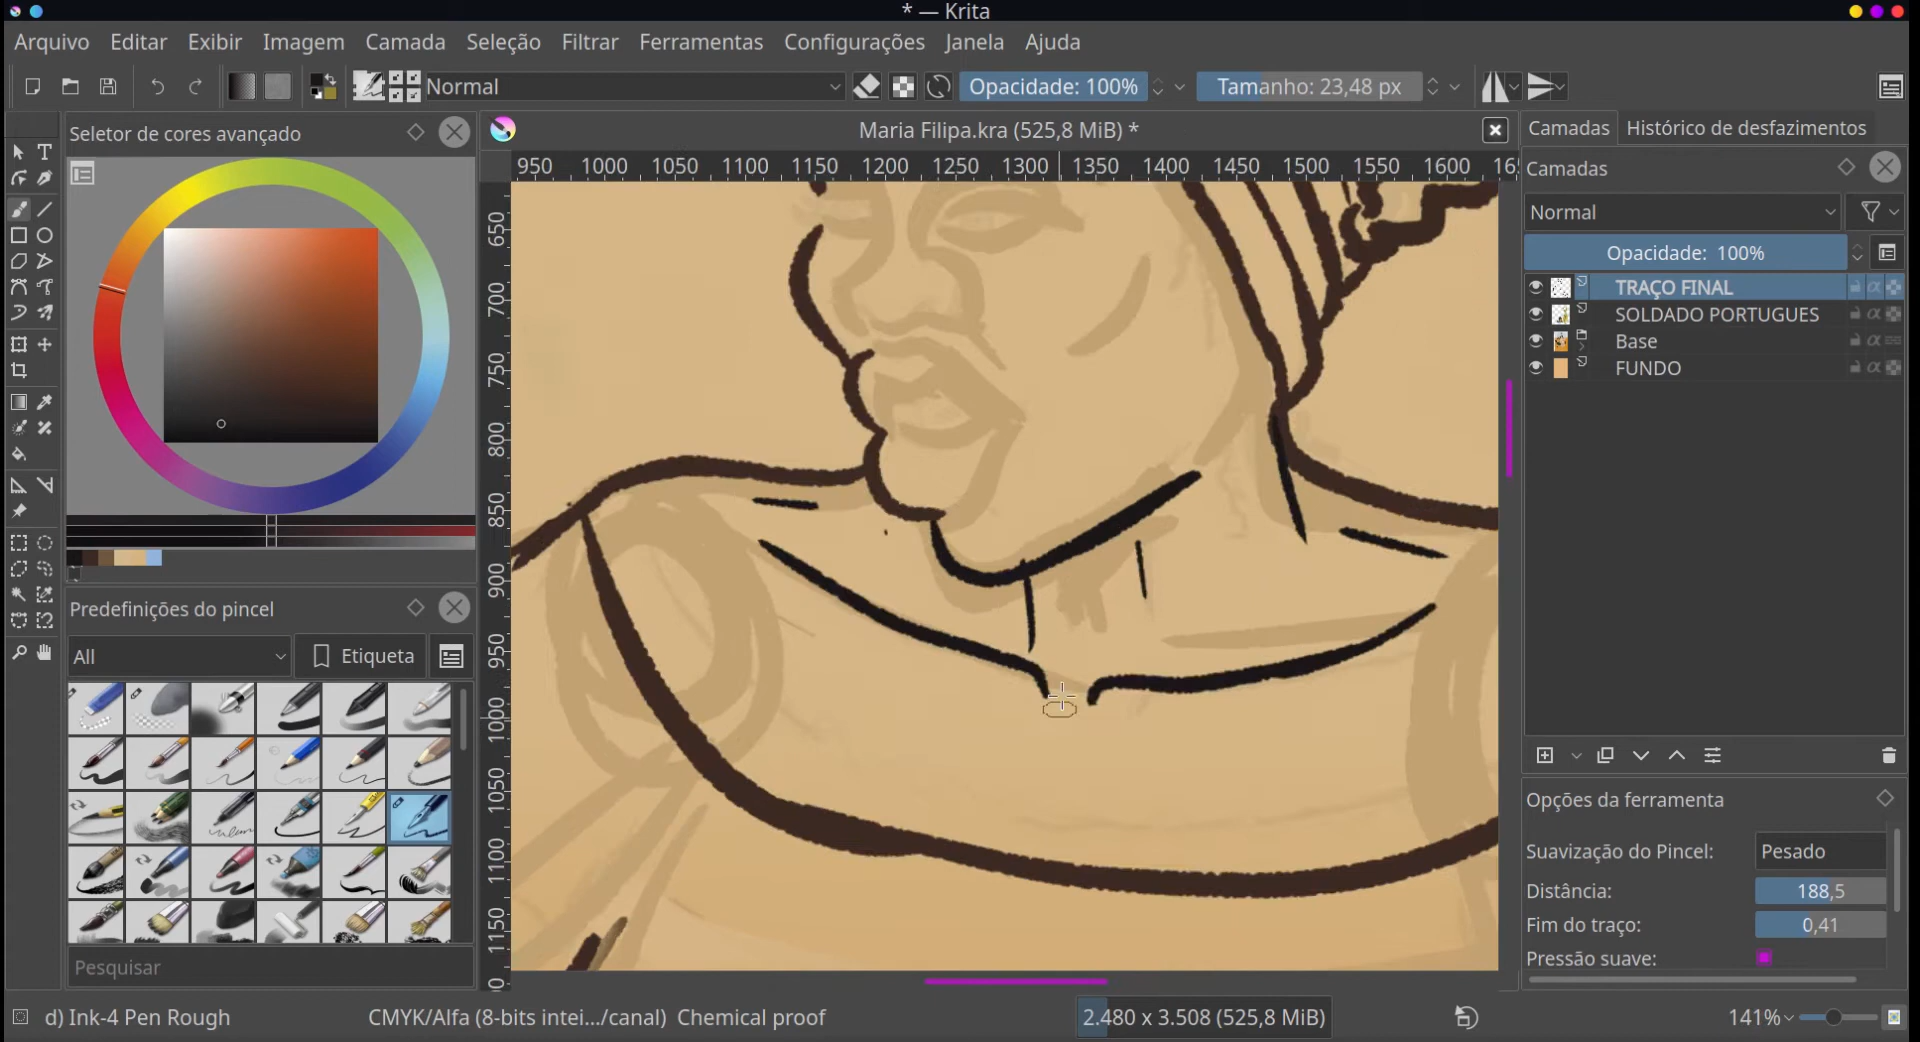 * — Krita
Arquivo Editar Exibir Imagem Camada Seleção Filtrar Ferramentas Configurações Janela Ajuda
Normal Opacidade: 100% Tamanho: 23,48 px
Seletor de cores avançado
Maria Filipa.kra (525,8 MiB) *
Camadas Histórico de desfazimentos
950 1000 1050 1100 1150 1200 1250 1300 1350 1400 1450 1500 1550 1600
650
700
750
800
850
900
950
1000
1050
1100
1150
Camadas
Normal
Opacidade: 100%
TRAÇO FINAL
SOLDADO PORTUGUES
Base
FUNDO
Predefinições do pincel
All Etiqueta
Pesquisar
Opções da ferramenta
Suavização do Pincel: Pesado
Distância: 188,5
Fim do traço: 0,41
Pressão suave:
d) Ink-4 Pen Rough
CMYK/Alfa (8-bits intei.../canal) Chemical proof
2.480 x 3.508 (525,8 MiB)
141%